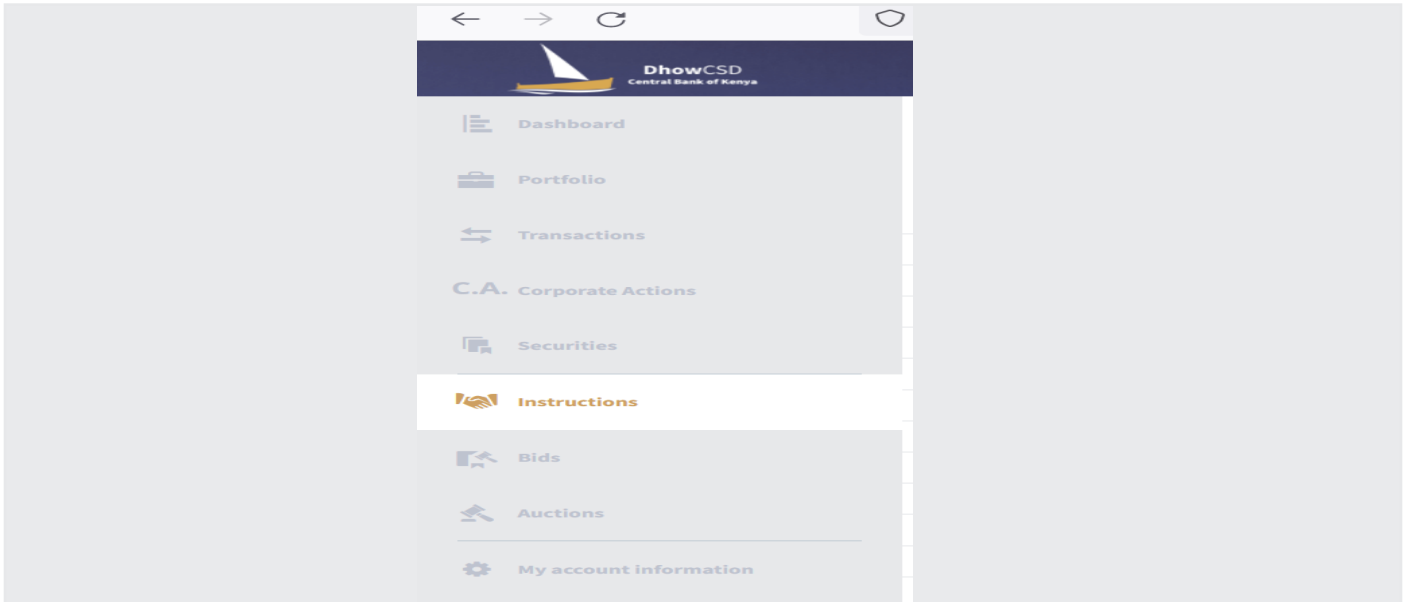 DhowCSD
Central Bank of Kenya
Dashboard
Portfolio
Transactions
C.A. Corporate Actions
Securities
Instructions
Bids
Auctions
My account information